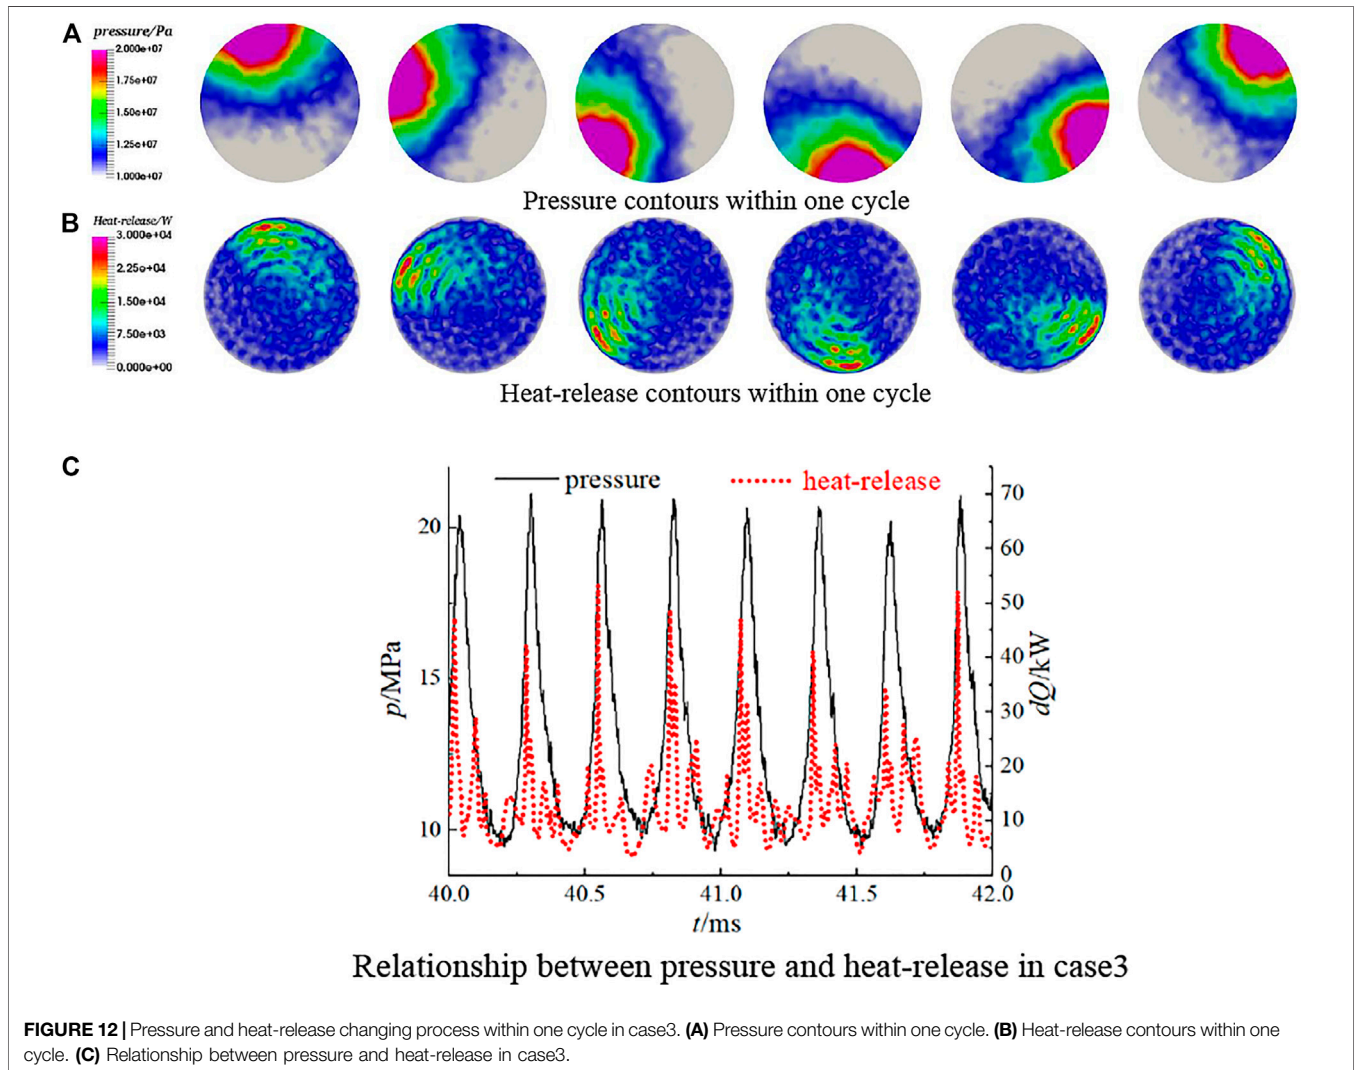 A
pressure/Pa
2.000e+07
1.75e+07
1.50e+07
1.25e+07
1.000e+07
Pressure contours within one cycle
B
Heat-release/W
3.000e+04
2.25e+04
1.50e+04
7.50e+03
0.000e+00
Heat-release contours within one cycle
C
pressure
heat-release
20
15
10
p/MPa
70
60
50
40
30
20
10
0
dQ/kW
40.0 40.5 41.0 41.5 42.0
t/ms
Relationship between pressure and heat-release in case3
FIGURE 12 | Pressure and heat-release changing process within one cycle in case3. (A) Pressure contours within one cycle. (B) Heat-release contours within one
cycle. (C) Relationship between pressure and heat-release in case3.